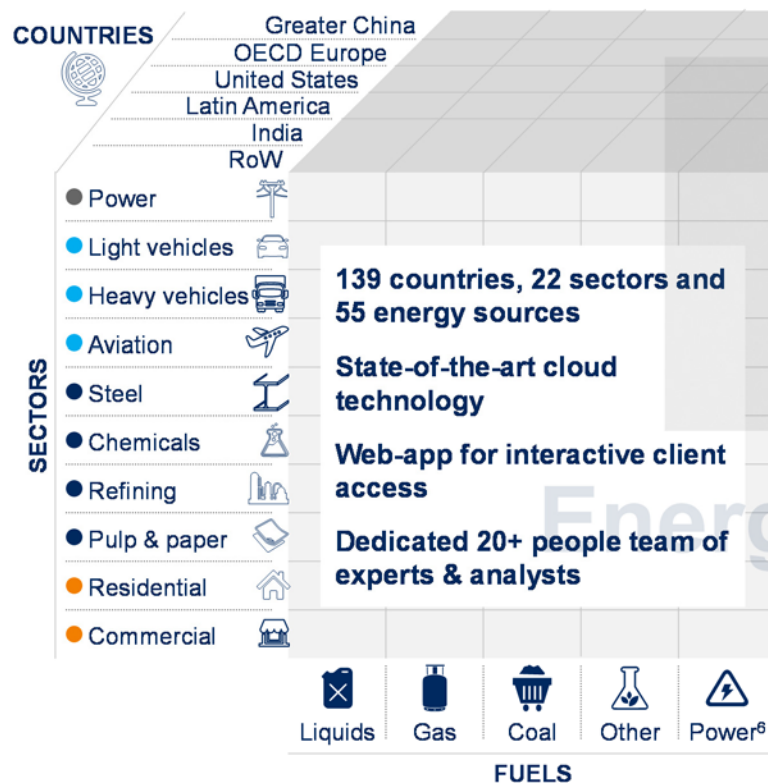 COUNTRIES
Greater China
OECD Europe
United States
Latin America
India
RoW
SECTORS
Power
Light vehicles
Heavy vehicles
Aviation
Steel
Chemicals
Refining
Pulp & paper
Residential
Commercial
139 countries, 22 sectors and
55 energy sources
State-of-the-art cloud
technology
Web-app for interactive client
access
Dedicated 20+ people team of
experts & analysts
Energ
Liquids
Gas
Coal
Other
Power⁶
FUELS